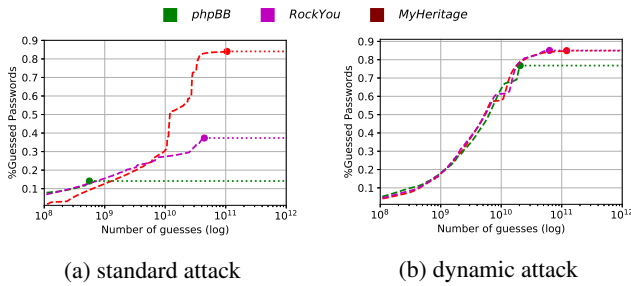 phpBB RockYou MyHeritage
%Guessed Passwords
0.9
0.8
0.7
0.6
0.5
0.4
0.3
0.2
0.1
10^8 10^9 10^10 10^11 10^12
Number of guesses (log)
(a) standard attack
%Guessed Passwords
0.9
0.8
0.7
0.6
0.5
0.4
0.3
0.2
0.1
10^8 10^9 10^10 10^11 10^12
Number of guesses (log)
(b) dynamic attack